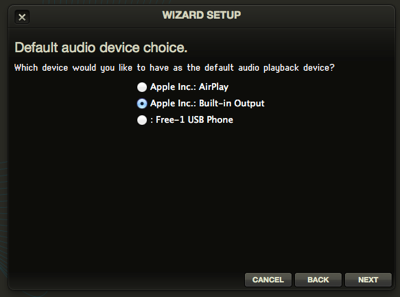 WIZARD SETUP
Default audio device choice.
Which device would you like to have as the default audio playback device?
Apple Inc.: AirPlay
Apple Inc.: Built-in Output
: Free-1 USB Phone
CANCEL BACK NEXT